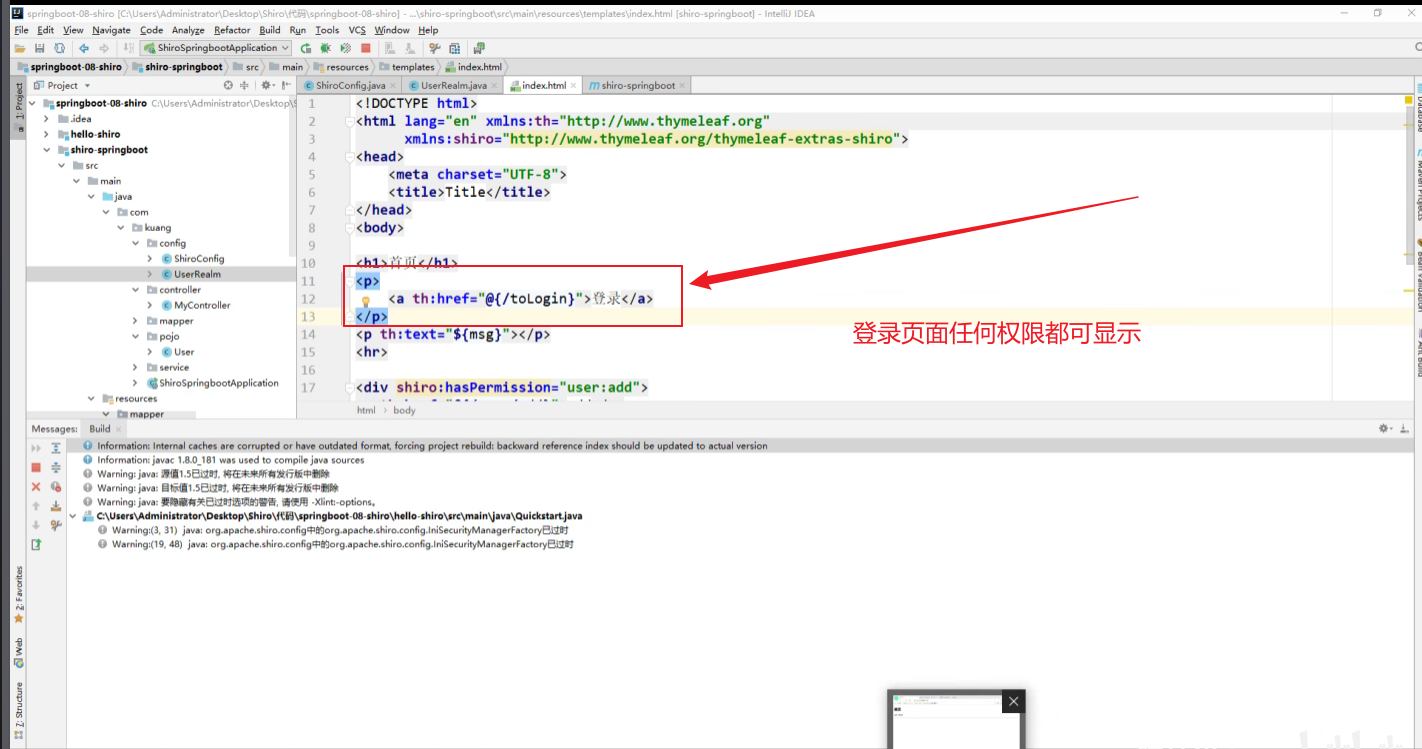 springboot-08-shiro [C:\Users\Administrator\Desktop\Shiro\代码\springboot-08-shiro] - ...\shiro-springboot\src\main\resources\templates\index.html [shiro-springboot] - IntelliJ IDEA
File Edit View Navigate Code Analyze Refactor Build Run Tools VCS Window Help
ShiroSpringbootApplication
springboot-08-shiro shiro-springboot src main resources templates index.html
Project
ShiroConfig.java UserRealm.java index.html shiro-springboot
1: Project
springboot-08-shiro C:\Users\Administrator\Desktop\S
.idea
hello-shiro
shiro-springboot
src
main
java
com
kuang
config
ShiroConfig
UserRealm
controller
MyController
mapper
pojo
User
service
ShiroSpringbootApplication
resources
mapper
1 <!DOCTYPE html>
2 <html lang="en" xmlns:th="http://www.thymeleaf.org"
3 xmlns:shiro="http://www.thymeleaf.org/thymeleaf-extras-shiro">
4 <head>
5 <meta charset="UTF-8">
6 <title>Title</title>
7 </head>
8 <body>
9
10 <h1>首页</h1>
11 <p>
12 <a th:href="@{/toLogin}">登录</a>
13 </p>
14 <p th:text="${msg}"></p>
15 <hr>
16
17 <div shiro:hasPermission="user:add">
登录页面任何权限都可显示
html body
Messages: Build
Information: Internal caches are corrupted or have outdated format, forcing project rebuild: backward reference index should be updated to actual version
Information: javac 1.8.0_181 was used to compile java sources
Warning: java: 源值1.5已过时, 将在未来所有发行版中删除
Warning: java: 目标值1.5已过时, 将在未来所有发行版中删除
Warning: java: 要隐藏有关已过时选项的警告, 请使用 -Xlint:-options。
C:\Users\Administrator\Desktop\Shiro\代码\springboot-08-shiro\hello-shiro\src\main\java\Quickstart.java
Warning:(3, 31) java: org.apache.shiro.config中的org.apache.shiro.config.IniSecurityManagerFactory已过时
Warning:(19, 48) java: org.apache.shiro.config中的org.apache.shiro.config.IniSecurityManagerFactory已过时
2: Favorites
Web
7: Structure